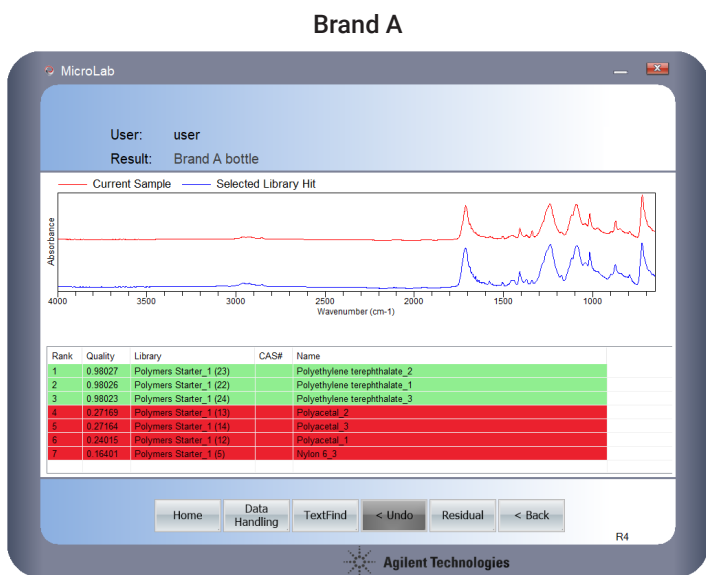 Brand A
MicroLab
User: user
Result: Brand A bottle
Current Sample Selected Library Hit
Absorbance
4000 3500 3000 2500 2000 1500 1000
Wavenumber (cm-1)
Rank Quality Library CAS# Name
1 0.98027 Polymers Starter_1 (23) Polyethylene terephthalate_2
2 0.98026 Polymers Starter_1 (22) Polyethylene terephthalate_1
3 0.98023 Polymers Starter_1 (24) Polyethylene terephthalate_3
4 0.27169 Polymers Starter_1 (13) Polyacetal_2
5 0.27164 Polymers Starter_1 (14) Polyacetal_3
6 0.24015 Polymers Starter_1 (12) Polyacetal_1
7 0.16401 Polymers Starter_1 (5) Nylon 6_3
Home Data Handling TextFind < Undo Residual < Back
R4
Agilent Technologies